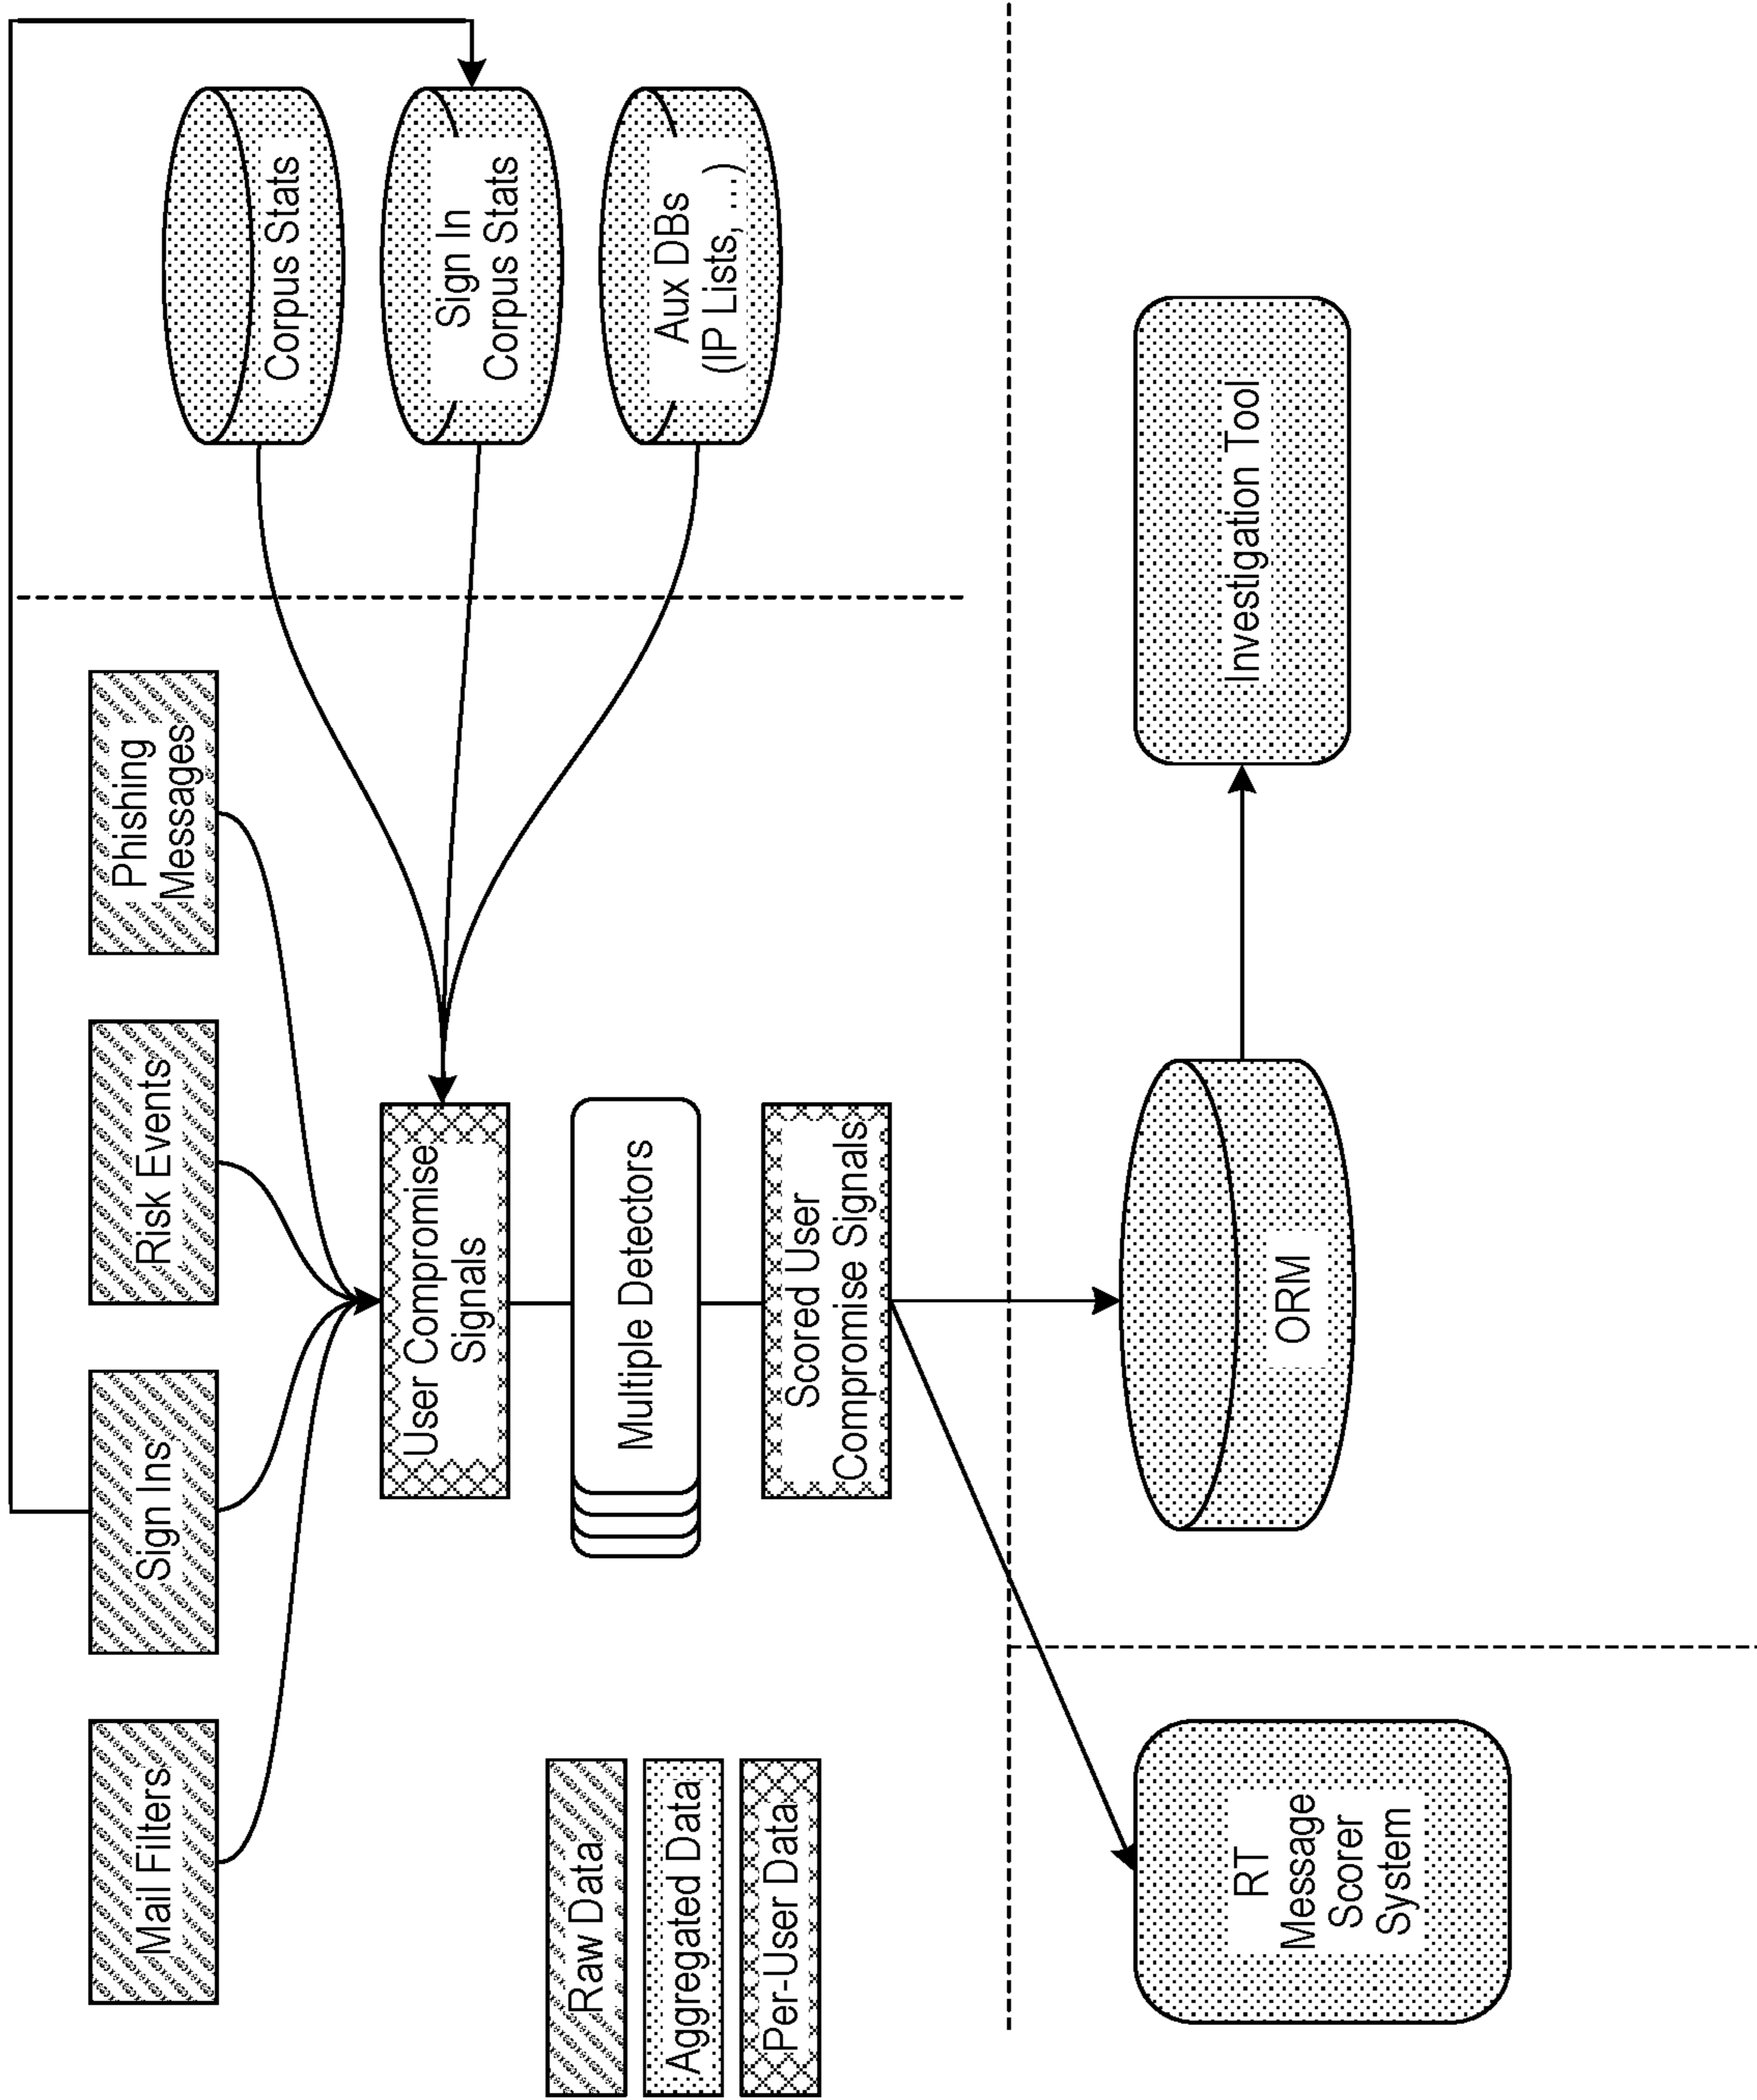 Mail Filters
Sign Ins
Risk Events
Phishing
Messages
Corpus Stats
Sign In
Corpus Stats
Aux DBs
(IP Lists, ...)
User Compromise
Signals
Multiple Detectors
Scored User
Compromise Signals
Raw Data
Aggregated Data
Per-User Data
RT
Message
Scorer
System
ORM
Investigation Tool